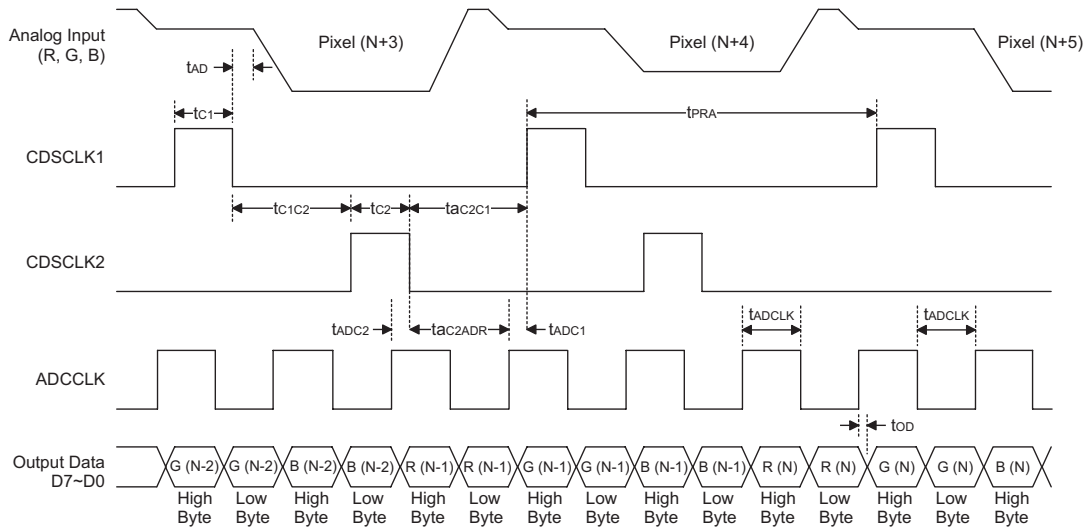 Analog Input
(R, G, B)
Pixel (N+3)
Pixel (N+4)
Pixel (N+5)
tAD
tC1
tPRA
CDSCLK1
tC1C2
tC2
taC2C1
CDSCLK2
tADC2
taC2ADR
tADC1
tADCLK
tADCLK
ADCCLK
tOD
Output Data
D7~D0
G (N-2) G (N-2) B (N-2) B (N-2) R (N-1) R (N-1) G (N-1) G (N-1) B (N-1) B (N-1) R (N) R (N) G (N) G (N) B (N)
High Low High Low High Low High Low High Low High Low High Low High
Byte Byte Byte Byte Byte Byte Byte Byte Byte Byte Byte Byte Byte Byte Byte